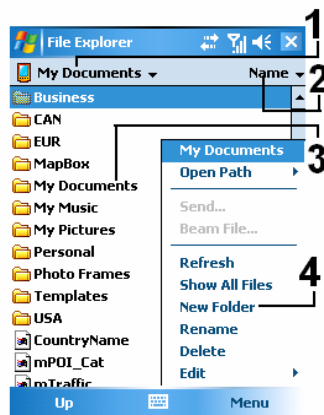 File Explorer
1
My Documents
Name
2
Business
CAN
EUR
MapBox
My Documents
My Music
My Pictures
Personal
Photo Frames
Templates
USA
CountryName
mPOI_Cat
mTraffic
3
My Documents
Open Path
Send...
Beam File...
Refresh
Show All Files
New Folder
4
Rename
Delete
Edit
Up
Menu